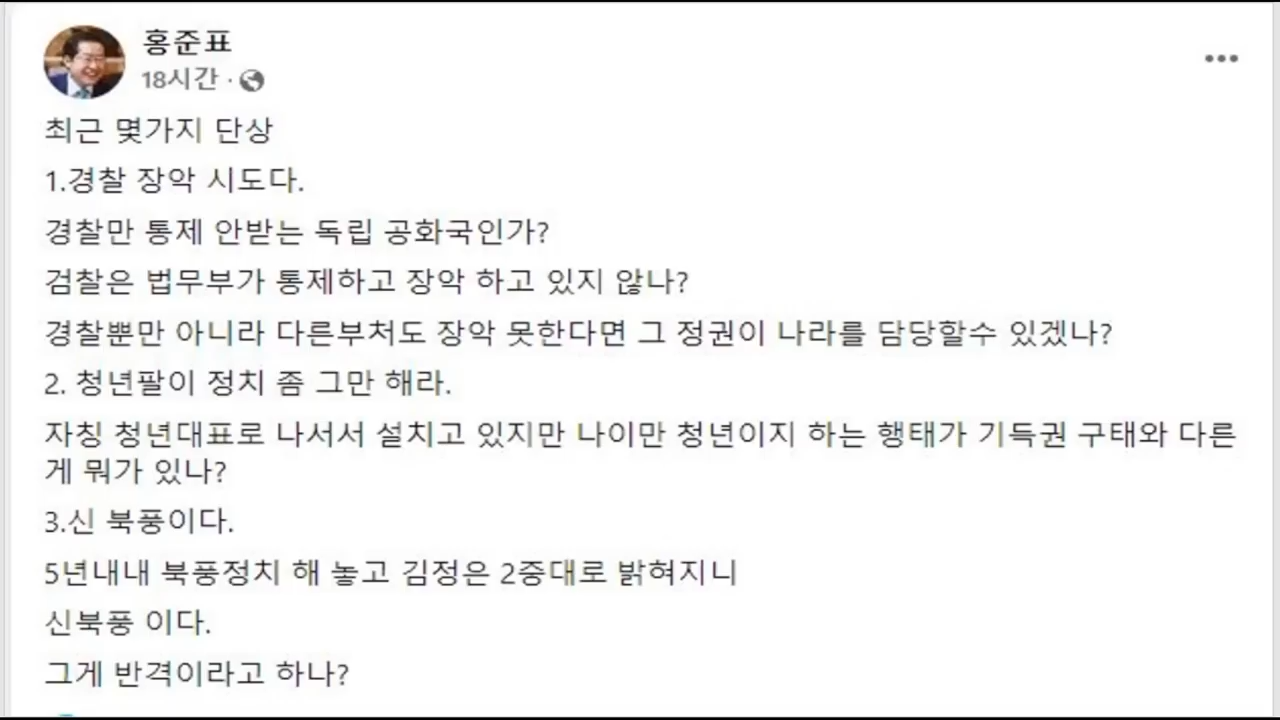 홍준표
18시간 ·
최근 몇가지 단상
1.경찰 장악 시도다.
경찰만 통제 안받는 독립 공화국인가?
검찰은 법무부가 통제하고 장악 하고 있지 않나?
경찰뿐만 아니라 다른부처도 장악 못한다면 그 정권이 나라를 담당할수 있겠나?
2. 청년팔이 정치 좀 그만 해라.
자칭 청년대표로 나서서 설치고 있지만 나이만 청년이지 하는 행태가 기득권 구태와 다른
게 뭐가 있나?
3.신 북풍이다.
5년내내 북풍정치 해 놓고 김정은 2중대로 밝혀지니
신북풍 이다.
그게 반격이라고 하나?